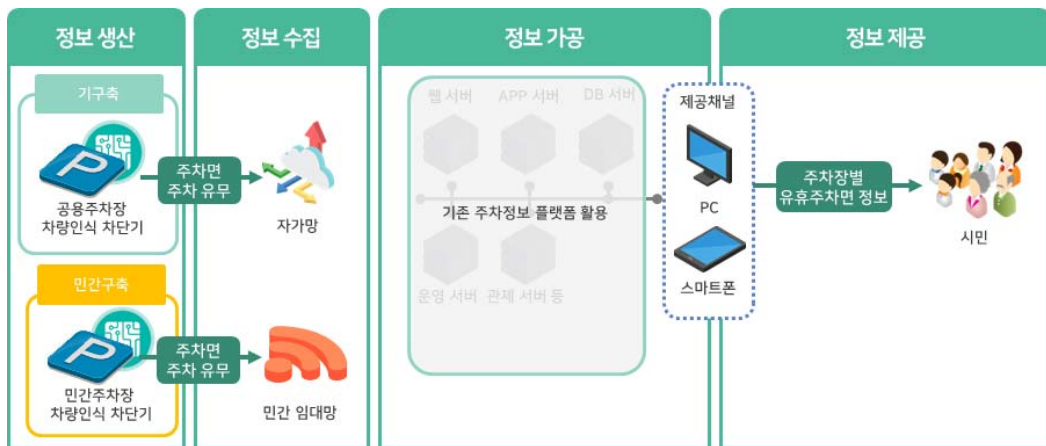 정보 생산
정보 수집
정보 가공
정보 제공
기구축
P
공용주차장
차량인식 차단기
주차면
주차 유무
자가망
민간구축
P
민간주차장
차량인식 차단기
주차면
주차 유무
민간 임대망
웹 서버
APP 서버
DB 서버
기존 주차정보 플랫폼 활용
운영 서버
관제 서버 등
제공채널
PC
스마트폰
주차장별
유휴주차면 정보
시민